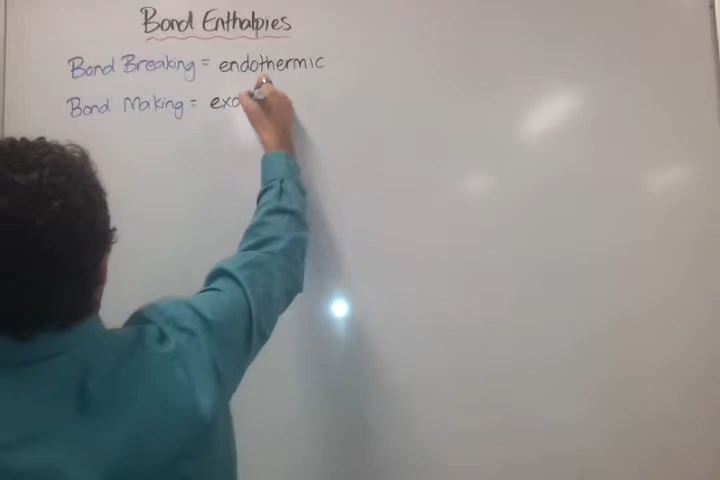 Bond Enthalpies
Bond Breaking = endothermic
Bond Making = exo